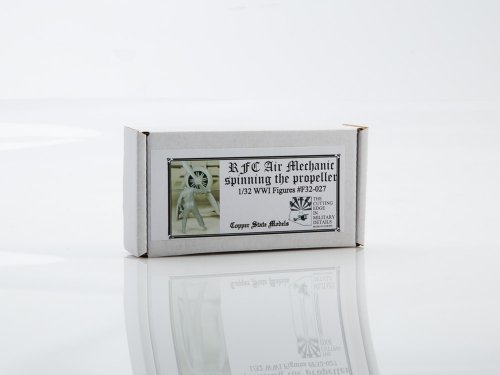 RFC Air Mechanic
spinning the propeller
1/32 WWI Figures #F32-027
Copper State Models
THE
CUTTING
EDGE
IN
MILITARY
DETAILS